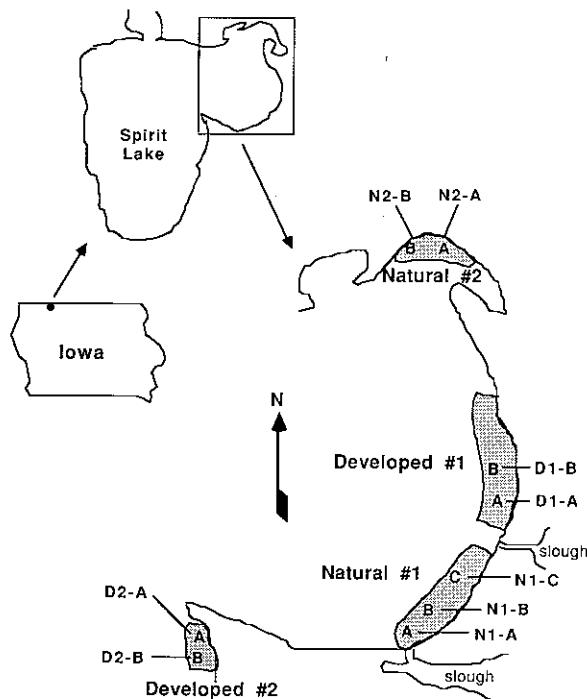 Spirit
Lake
N2-B N2-A
B A
Natural #2
Iowa
N
Developed #1
B D1-B
A D1-A
slough
Natural #1
C N1-C
B N1-B
A N1-A
D2-A
A
D2-B B
Developed #2
slough